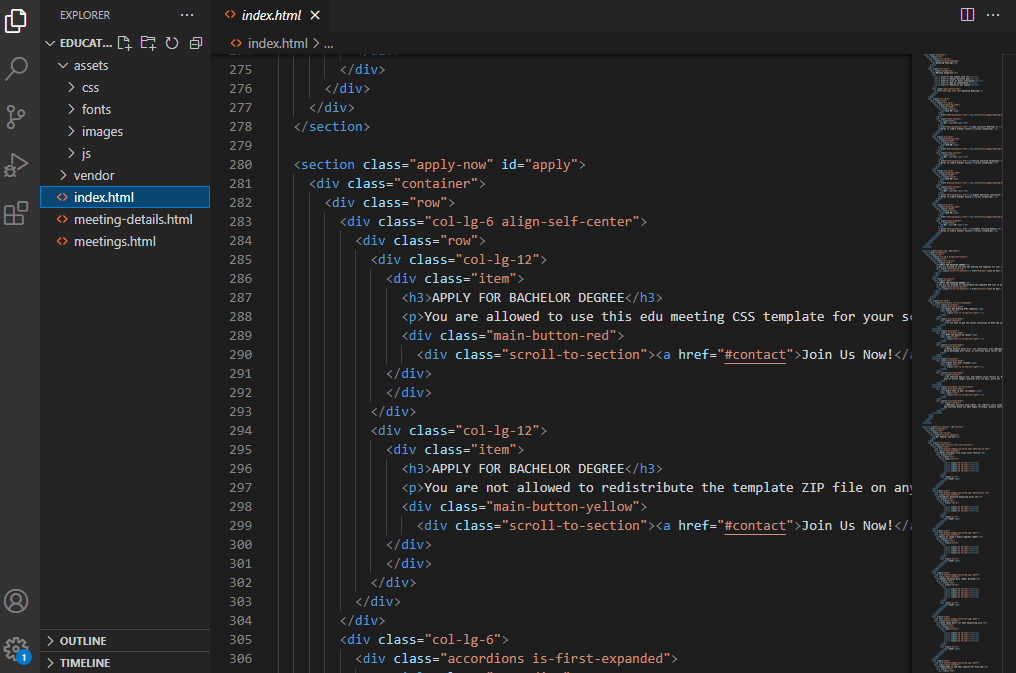 EXPLORER
EDUCAT...
assets
css
fonts
images
js
vendor
index.html
meeting-details.html
meetings.html
OUTLINE
TIMELINE
1
index.html
index.html > ...
275 </div>
276 </div>
277 </div>
278 </section>
279
280 <section class="apply-now" id="apply">
281 <div class="container">
282 <div class="row">
283 <div class="col-lg-6 align-self-center">
284 <div class="row">
285 <div class="col-lg-12">
286 <div class="item">
287 <h3>APPLY FOR BACHELOR DEGREE</h3>
288 <p>You are allowed to use this edu meeting CSS template for your
289 <div class="main-button-red">
290 <div class="scroll-to-section"><a href="#contact">Join Us Now!</a
291 </div>
292 </div>
293 </div>
294 <div class="col-lg-12">
295 <div class="item">
296 <h3>APPLY FOR BACHELOR DEGREE</h3>
297 <p>You are not allowed to redistribute the template ZIP file on
298 <div class="main-button-yellow">
299 <div class="scroll-to-section"><a href="#contact">Join Us Now!</a
300 </div>
301 </div>
302 </div>
303 </div>
304 </div>
305 <div class="col-lg-6">
306 <div class="accordions is-first-expanded">